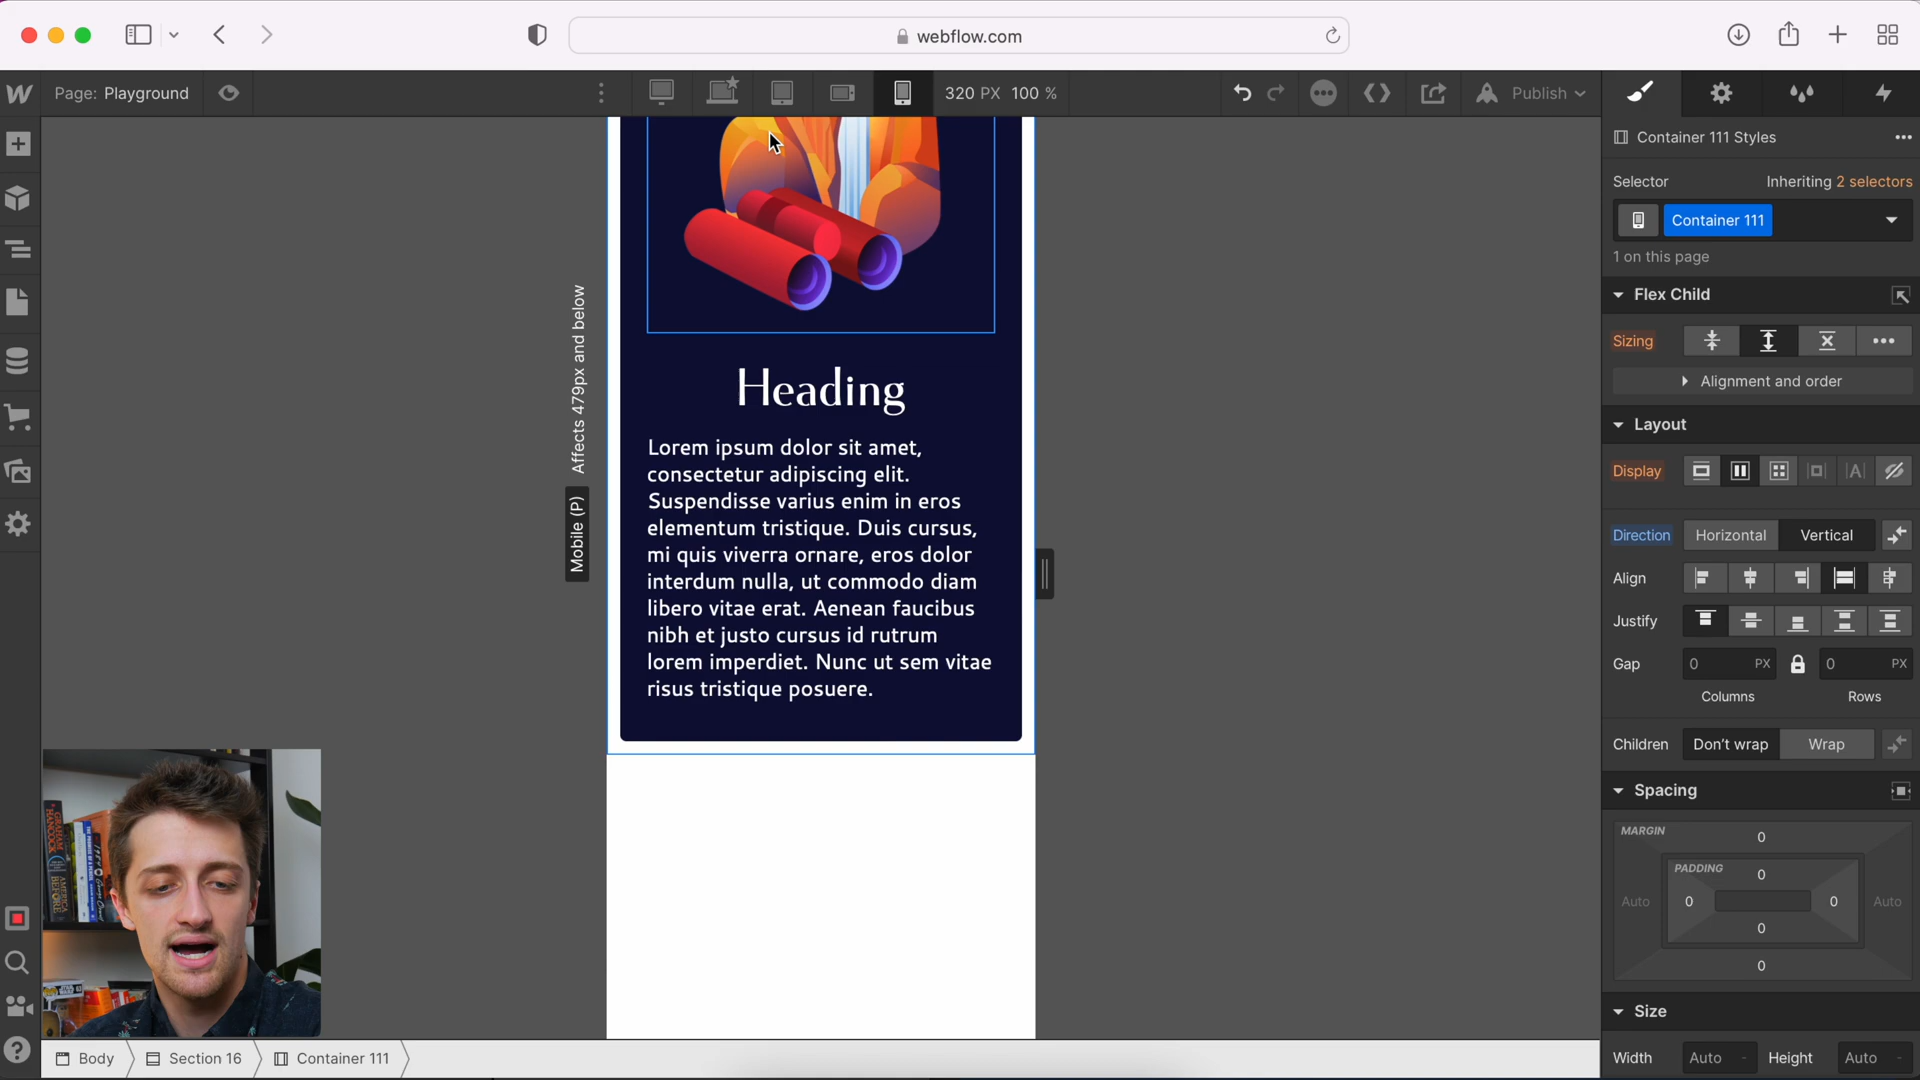 webflow.com
Page: Playground
320 PX 100 %
Publish
Container 111 Styles
Selector
Inheriting 2 selectors
Container 111
1 on this page
Flex Child
Sizing
Alignment and order
Layout
Display
Direction
Horizontal
Vertical
Align
Justify
Gap
0 PX
0 PX
Columns
Rows
Children
Don't wrap
Wrap
Spacing
MARGIN
0
PADDING
0
Auto
0
0
Auto
0
0
Size
Width
Auto -
Height
Auto -
Affects 479px and below
Mobile (P)
Heading
Lorem ipsum dolor sit amet,
consectetur adipiscing elit.
Suspendisse varius enim in eros
elementum tristique. Duis cursus,
mi quis viverra ornare, eros dolor
interdum nulla, ut commodo diam
libero vitae erat. Aenean faucibus
nibh et justo cursus id rutrum
lorem imperdiet. Nunc ut sem vitae
risus tristique posuere.
GRAHAM HANCOCK
AMERICA BEFORE
Body
Section 16
Container 111